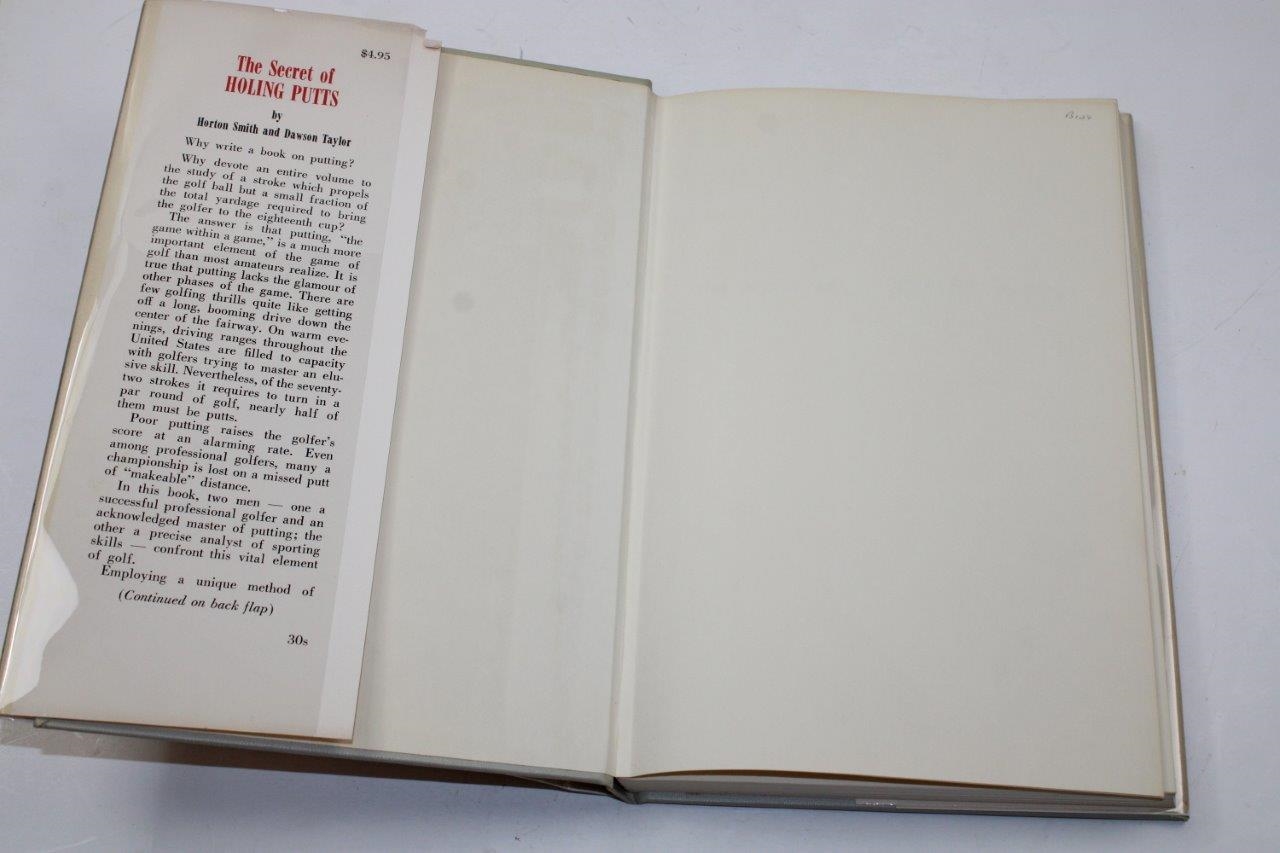 $4.95
The Secret of
HOLING PUTTS
by
Horton Smith and Dawson Taylor
Why write a book on putting?
Why devote an entire volume to
the study of a stroke which propels
the golf ball but a small fraction of
the total yardage required to bring
the golfer to the eighteenth cup?
The answer is that putting, “the
game within a game,” is a much more
important element of the game of
golf than most amateurs realize. It is
true that putting lacks the glamour of
other phases of the game. There are
few golfing thrills quite like getting
off a long, booming drive down the
center of the fairway. On warm eve-
nings, driving ranges throughout the
United States are filled to capacity
with golfers trying to master an elu-
sive skill. Nevertheless, of the seventy-
two strokes it requires to turn in a
par round of golf, nearly half of
them must be putts.
Poor putting raises the golfer's
score at an alarming rate. Even
among professional golfers, many a
championship is lost on a missed putt
of “makeable” distance.
In this book, two men — one a
successful professional golfer and an
acknowledged master of putting; the
other a precise analyst of sporting
skills — confront this vital element
of golf.
Employing a unique method of
(Continued on back flap)
30s